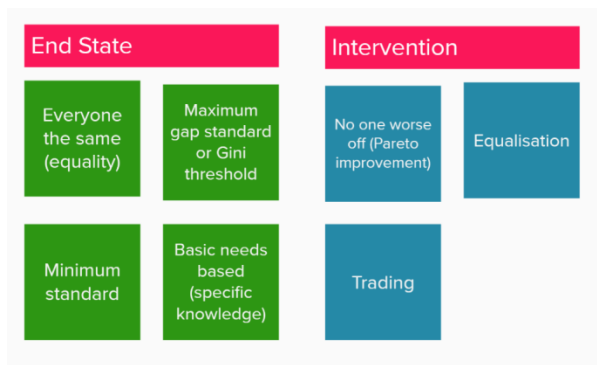 End State
Everyone
the same
(equality)
Maximum
gap standard
or Gini
threshold
Minimum
standard
Basic needs
based
(specific
knowledge)
Intervention
No one worse
off (Pareto
improvement)
Equalisation
Trading